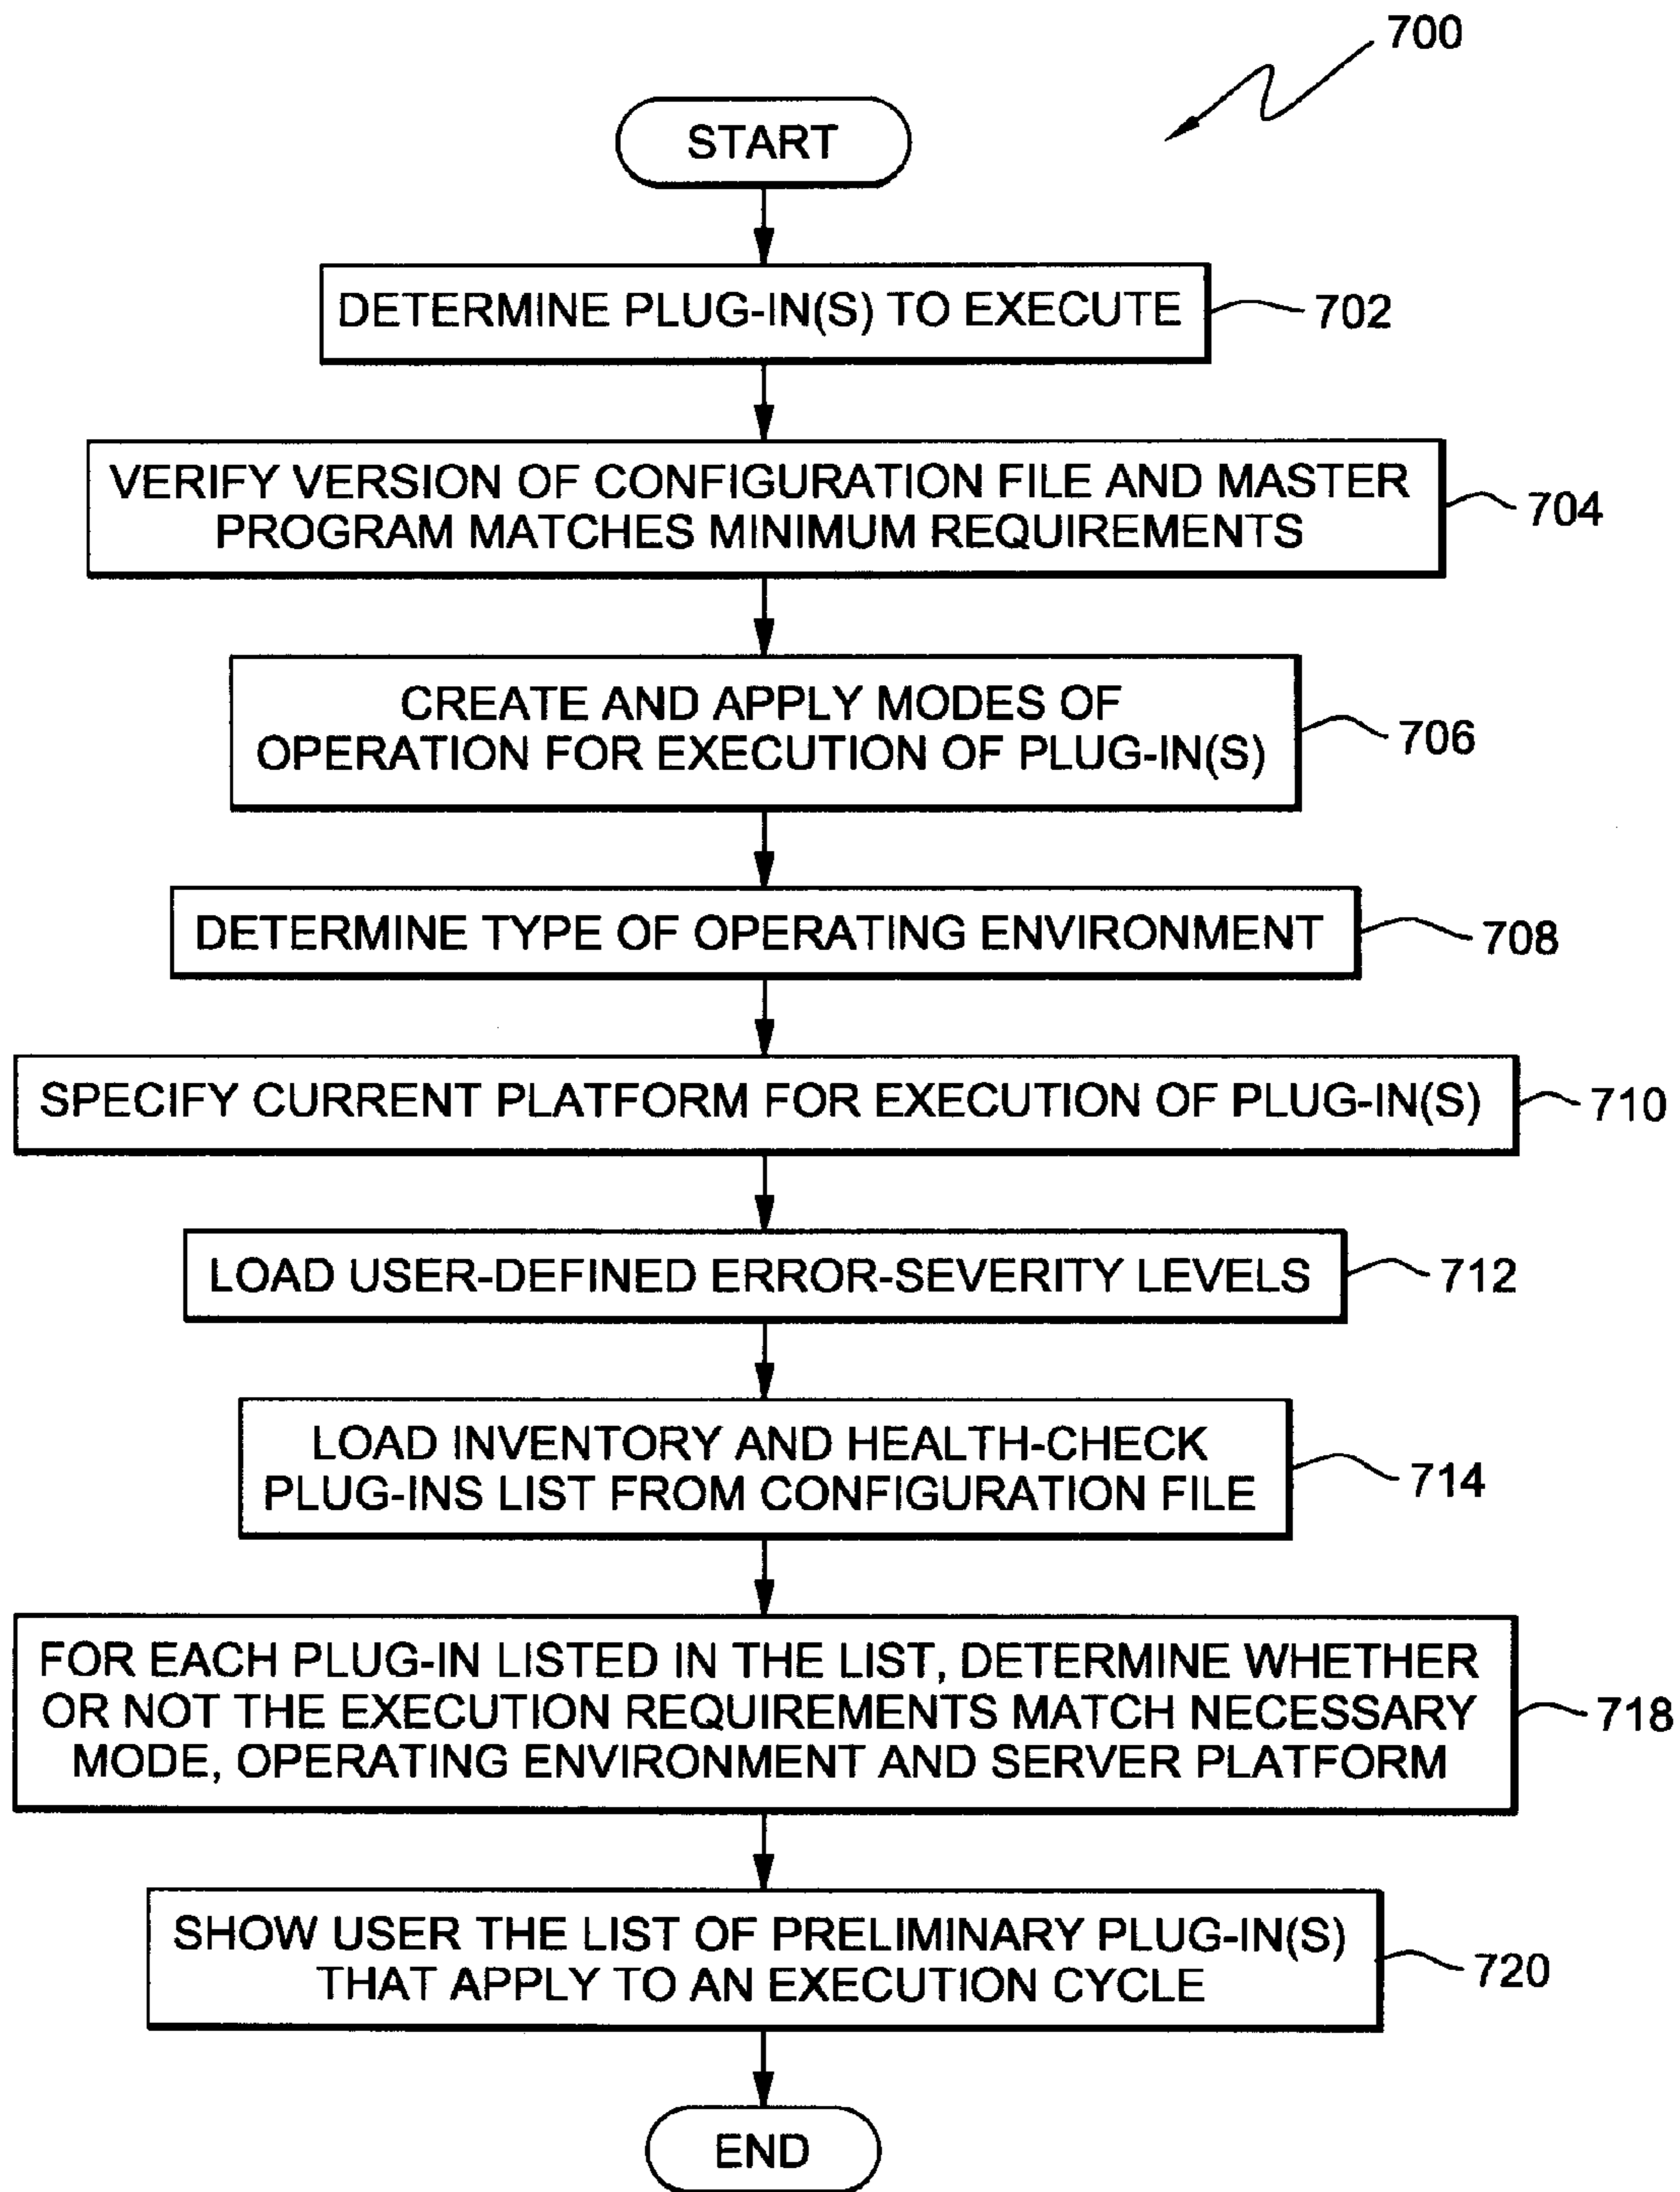 700
START
DETERMINE PLUG-IN(S) TO EXECUTE
702
VERIFY VERSION OF CONFIGURATION FILE AND MASTER
PROGRAM MATCHES MINIMUM REQUIREMENTS
704
CREATE AND APPLY MODES OF
OPERATION FOR EXECUTION OF PLUG-IN(S)
706
DETERMINE TYPE OF OPERATING ENVIRONMENT
708
SPECIFY CURRENT PLATFORM FOR EXECUTION OF PLUG-IN(S)
710
LOAD USER-DEFINED ERROR-SEVERITY LEVELS
712
LOAD INVENTORY AND HEALTH-CHECK
PLUG-INS LIST FROM CONFIGURATION FILE
714
FOR EACH PLUG-IN LISTED IN THE LIST, DETERMINE WHETHER
OR NOT THE EXECUTION REQUIREMENTS MATCH NECESSARY
MODE, OPERATING ENVIRONMENT AND SERVER PLATFORM
718
SHOW USER THE LIST OF PRELIMINARY PLUG-IN(S)
THAT APPLY TO AN EXECUTION CYCLE
720
END